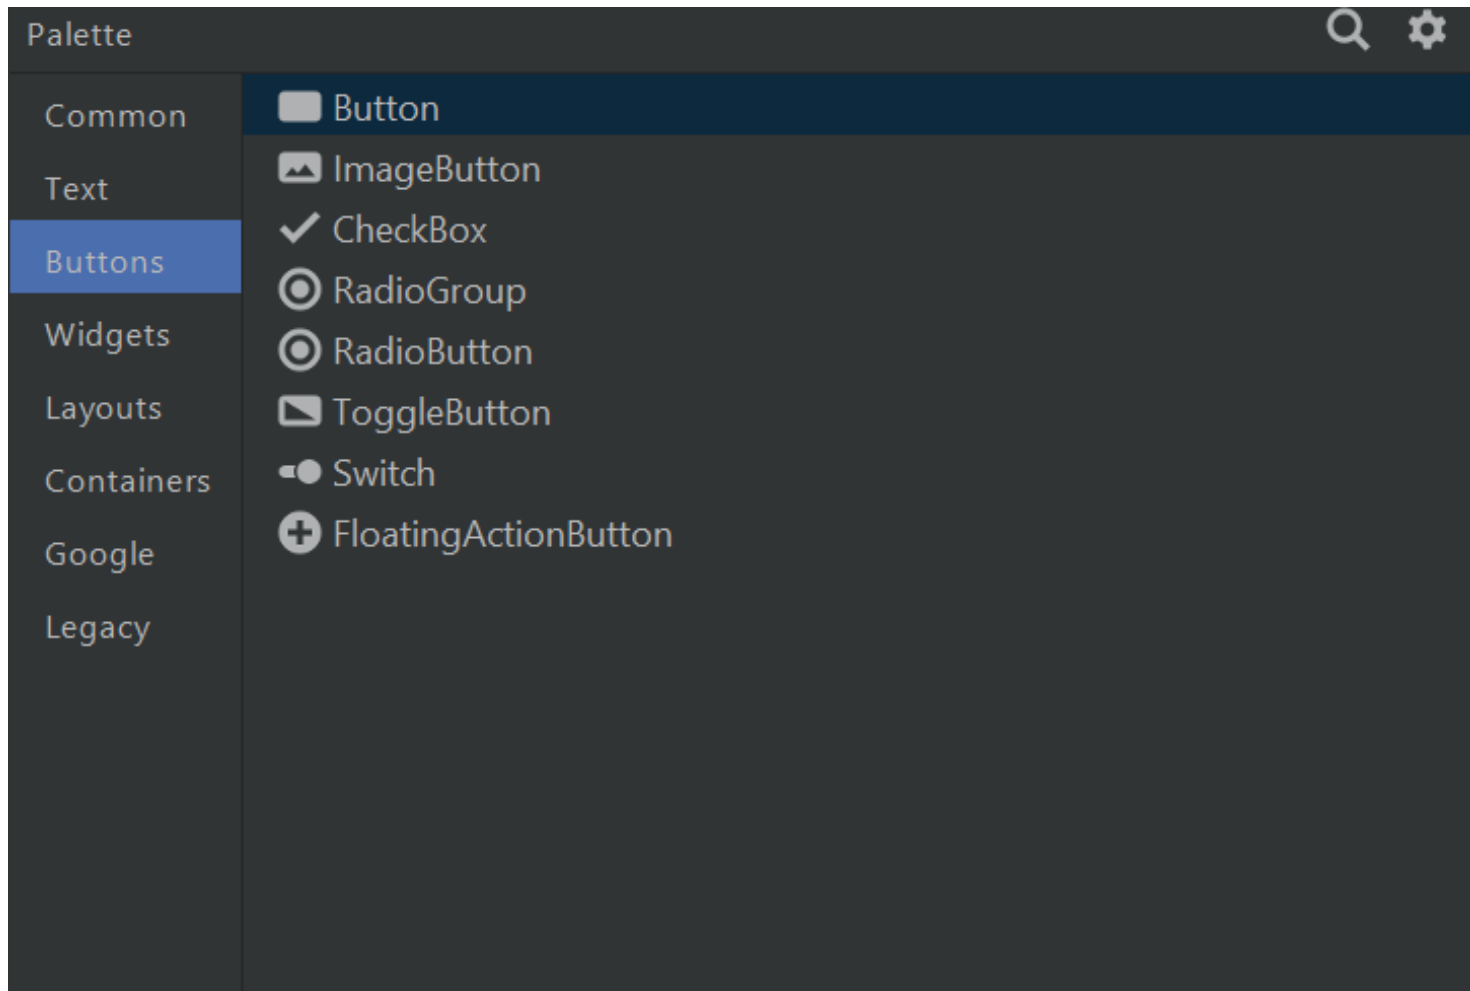 Palette
Common
Text
Buttons
Widgets
Layouts
Containers
Google
Legacy
Button
ImageButton
CheckBox
RadioGroup
RadioButton
ToggleButton
Switch
FloatingActionButton